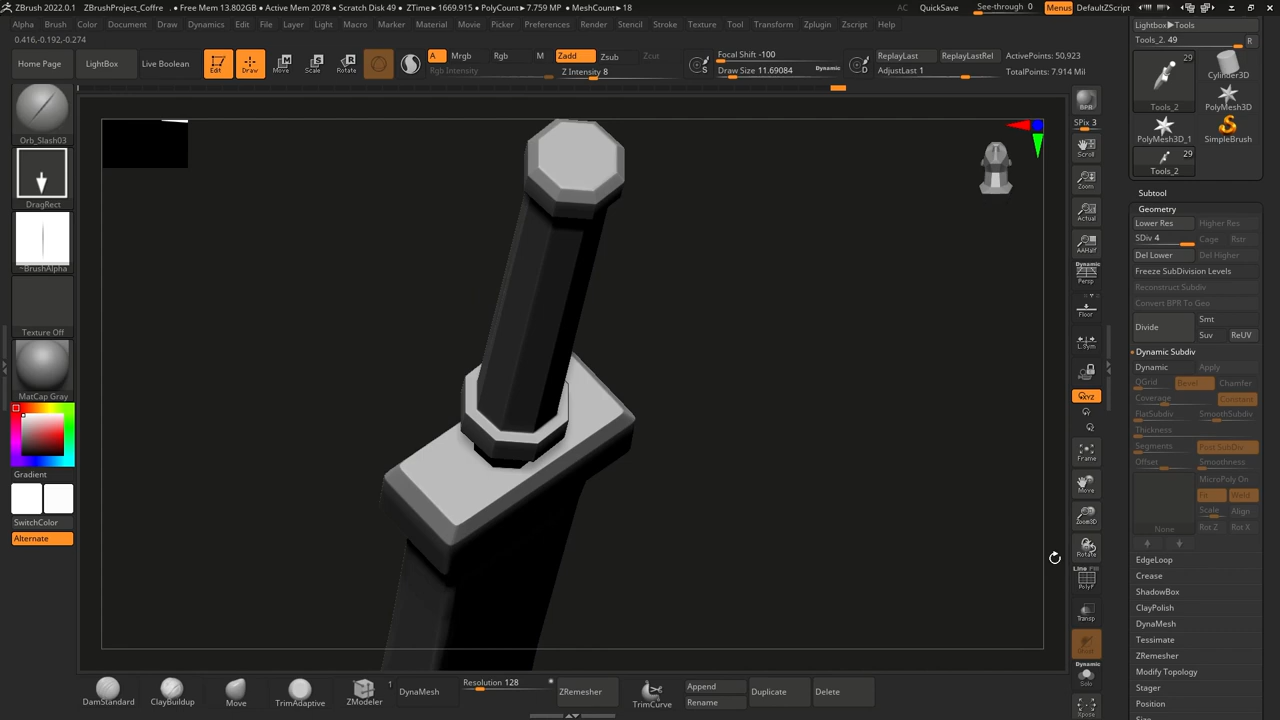 ZBrush 2022.0.1 ZBrushProject_Coffre . • Free Mem 13.802GB • Active Mem 2078 • Scratch Disk 49 • ZTime▸1669.915 • PolyCount▸7.759 MP • MeshCount▸18 AC QuickSave See-through 0 Menus DefaultZScript
Alpha Brush Color Document Draw Dynamics Edit File Layer Light Macro Marker Material Movie Picker Preferences Render Stencil Stroke Texture Tool Transform Zplugin Zscript Help
0.416,-0.192,-0.274
Home Page LightBox Live Boolean Edit Draw Move Scale Rotate
A Mrgb Rgb M Zadd Zsub Zcut
Rgb Intensity Z Intensity 8
S Focal Shift -100
Draw Size 11.69084 Dynamic
D ReplayLast ReplayLastRel ActivePoints: 50,923
AdjustLast 1 TotalPoints: 7.914 Mil
Orb_Slash03
DragRect
~BrushAlpha
Texture Off
MatCap Gray
Gradient
SwitchColor
Alternate
BPR
SPix 3
Scroll
Zoom
Actual
AAHalf
Dynamic
Persp
Floor
L.Sym
XYZ
Frame
Move
Zoom3D
Rotate
Line Fill
PolyF
Transp
Ghost
Dynamic
Solo
Xpose
Lightbox▸Tools
Tools_2. 49 R
29
Tools_2
Cylinder3D
PolyMesh3D
PolyMesh3D_1
SimpleBrush
29
Tools_2
Subtool
Geometry
Lower Res Higher Res
SDiv 4 Cage Rstr
Del Lower Del Higher
Freeze SubDivision Levels
Reconstruct Subdiv
Convert BPR To Geo
Divide Smt
Suv ReUV
Dynamic Subdiv
Dynamic Apply
QGrid Bevel Chamfer
Coverage Constant
FlatSubdiv SmoothSubdiv
Thickness
Segments Post SubDiv
Offset Smoothness
MicroPoly On
Fit Weld
Scale Align
None Rot Z Rot X
EdgeLoop
Crease
ShadowBox
ClayPolish
DynaMesh
Tessimate
ZRemesher
Modify Topology
Stager
Position
Size
DamStandard ClayBuildup Move TrimAdaptive ZModeler 1 DynaMesh Resolution 128 ZRemesher TrimCurve Append Duplicate Delete
Rename